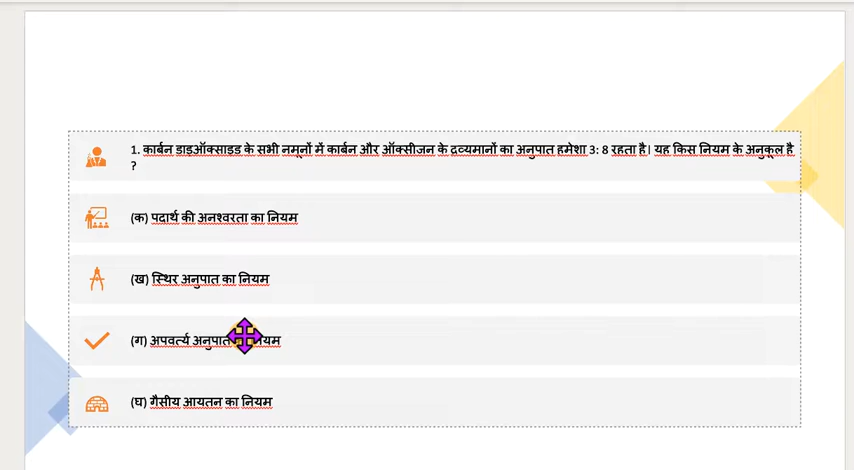 1. कार्बन डाइऑक्साइड के सभी नमूनों में कार्बन और ऑक्सीजन के द्रव्यमानों का अनुपात हमेशा 3: 8 रहता है। यह किस नियम के अनुकूल है
?
(क) पदार्थ की अनश्वरता का नियम
(ख) स्थिर अनुपात का नियम
(ग) अपवर्त्य अनुपात नियम
(घ) गैसीय आयतन का नियम